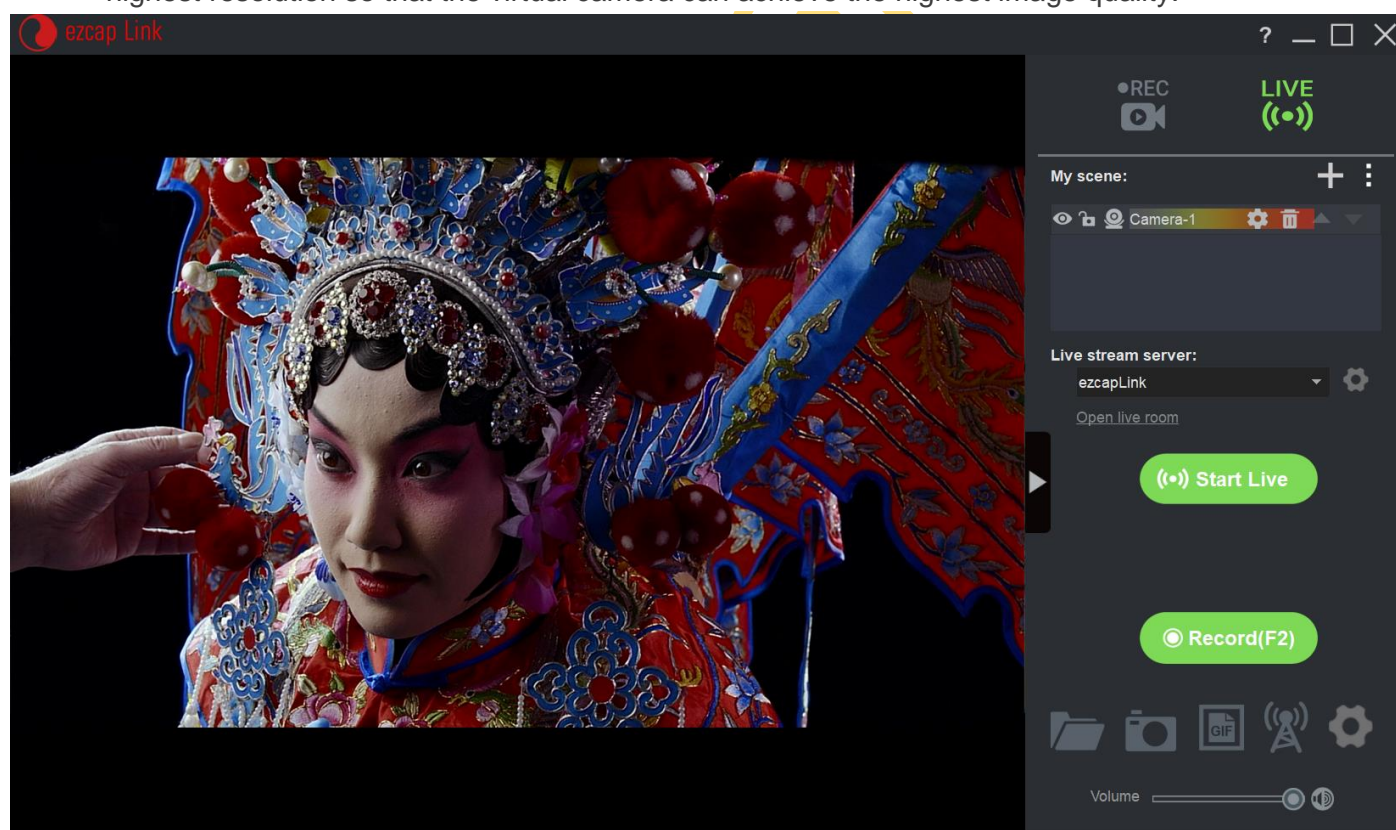 highest resolution so that the virtual camera can achieve the highest image quality.
ezcap Link
?
REC
LIVE
My scene:
Camera-1
Live stream server:
ezcapLink
Open live room
Start Live
Record(F2)
GIF
Volume